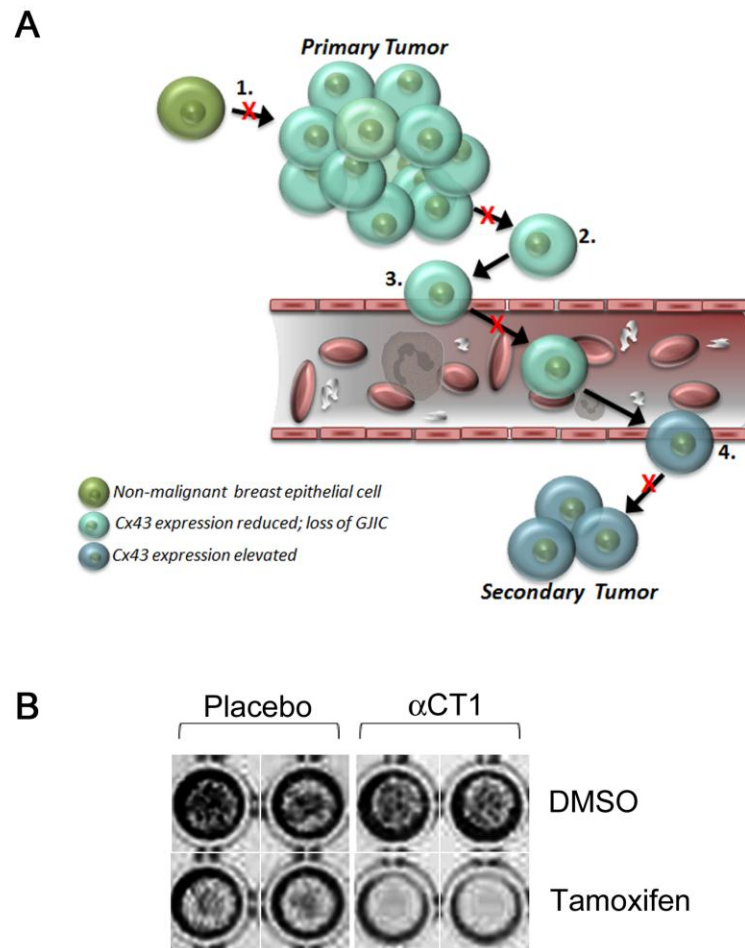 A
Primary Tumor
1.
2.
3.
4.
Non-malignant breast epithelial cell
Cx43 expression reduced; loss of GJIC
Cx43 expression elevated
Secondary Tumor
B
Placebo
αCT1
DMSO
Tamoxifen